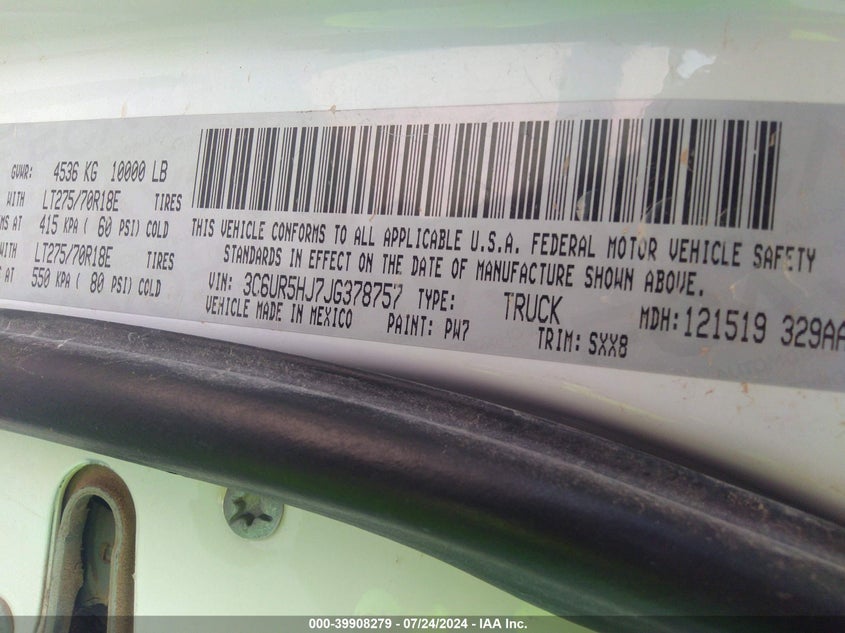 GVWR: 4536 KG 10000 LB
WITH LT275/70R18E TIRES
MS AT 415 KPA ( 60 PSI) COLD
WITH LT275/70R18E TIRES
S AT 550 KPA ( 80 PSI) COLD
THIS VEHICLE CONFORMS TO ALL APPLICABLE U.S.A. FEDERAL MOTOR VEHICLE SAFETY
STANDARDS IN EFFECT ON THE DATE OF MANUFACTURE SHOWN ABOVE.
VIN: 3C6UR5HJ7JG378757 TYPE: TRUCK MDH: 121519 329AA
VEHICLE MADE IN MEXICO PAINT: PW7 TRIM: SXX8
000-39908279 - 07/24/2024 - IAA Inc.